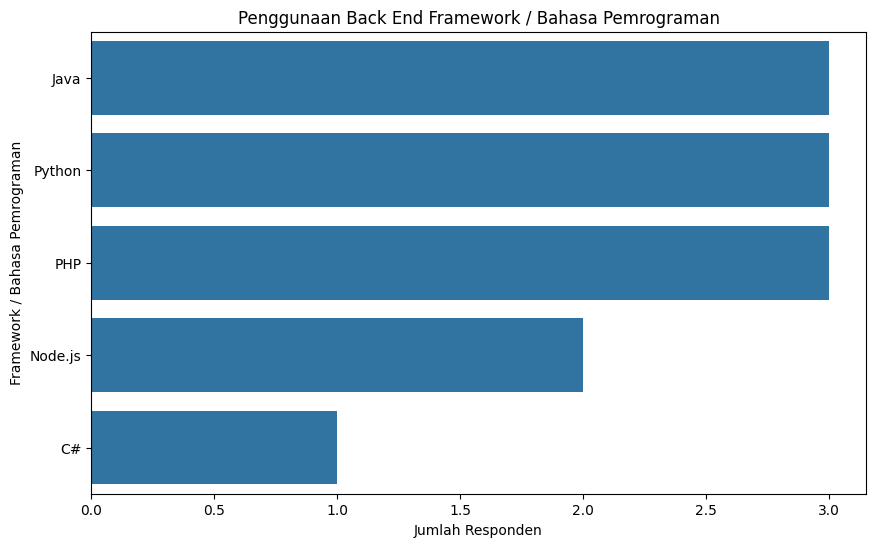 Penggunaan Back End Framework / Bahasa Pemrograman
Framework / Bahasa Pemrograman
Java
Python
PHP
Node.js
C#
0.0 0.5 1.0 1.5 2.0 2.5 3.0
Jumlah Responden